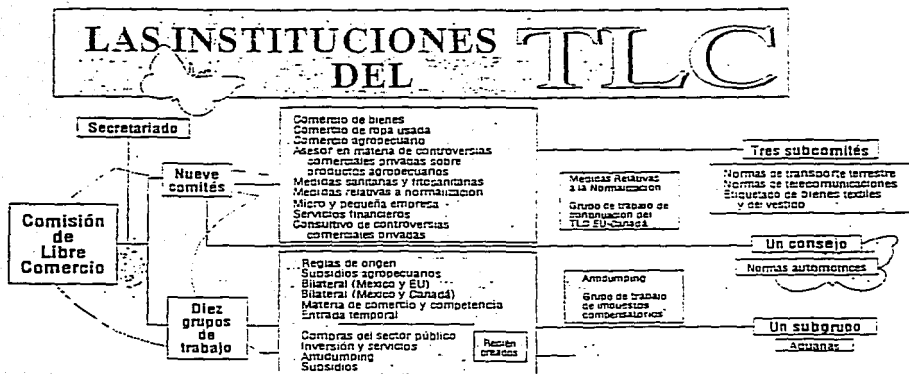 LAS INSTITUCIONES
DEL
TLC
Secretariado
Comisión
de
Libre
Comercio
Nueve
comités
Diez
grupos
de
trabajo
Comercio de bienes
Comercio de ropa usada
Comercio agropecuario
Asesor en materia de controversias
comerciales privadas sobre
productos agropecuarios
Medidas sanitarias y fitosanitarias
Medidas relativas a normalización
Micro y pequeña empresa
Servicios financieros
Consultivo de controversias
comerciales privadas
Reglas de origen
Subsidios agropecuarios
Bilateral (México y EU)
Bilateral (México y Canadá)
Materia de comercio y competencia
Entrada temporal
Compras del sector público
Inversión y servicios
Antidumping
Subsidios
Recién
creados
Medidas Relativas
a la Normalización
Grupo de trabajo de
continuación del
TLC EU-Canadá
Antidumping
Grupo de trabajo
de impuestos
compensatorios
Tres subcomités
Normas de transporte terrestre
Normas de telecomunicaciones
Etiquetado de bienes textiles
y del vestido
Un consejo
Normas automotrices
Un subgrupo
Aduanas